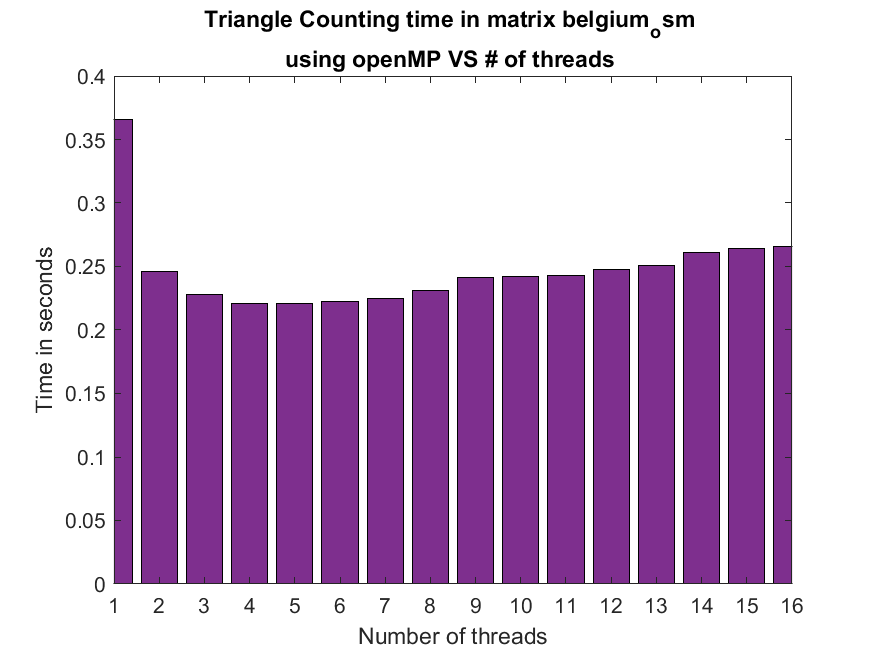 Triangle Counting time in matrix belgium_osm
using openMP VS # of threads
0.4
0.35
0.3
0.25
0.2
0.15
0.1
0.05
0
Time in seconds
1 2 3 4 5 6 7 8 9 10 11 12 13 14 15 16
Number of threads